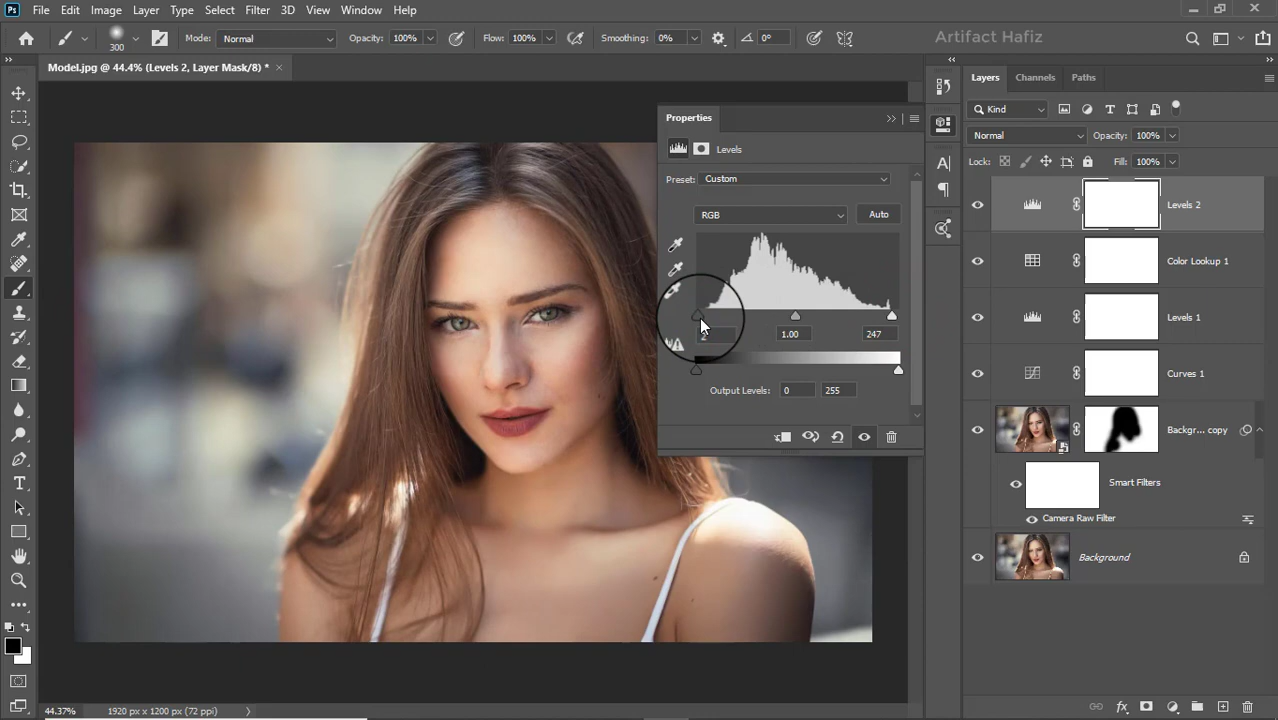 Ps File Edit Image Layer Type Select Filter 3D View Window Help
300 Mode: Normal Opacity: 100% Flow: 100% Smoothing: 0% 0° Artifact Hafiz
Model.jpg @ 44.4% (Levels 2, Layer Mask/8) * ×
Properties
Levels
Preset: Custom
RGB Auto
2 1.00 247
Output Levels: 0 255
Layers Channels Paths
Kind
Normal Opacity: 100%
Lock: Fill: 100%
Levels 2
Color Lookup 1
Levels 1
Curves 1
Backgr... copy
Smart Filters
Camera Raw Filter
Background
44.37% 1920 px x 1200 px (72 ppi)